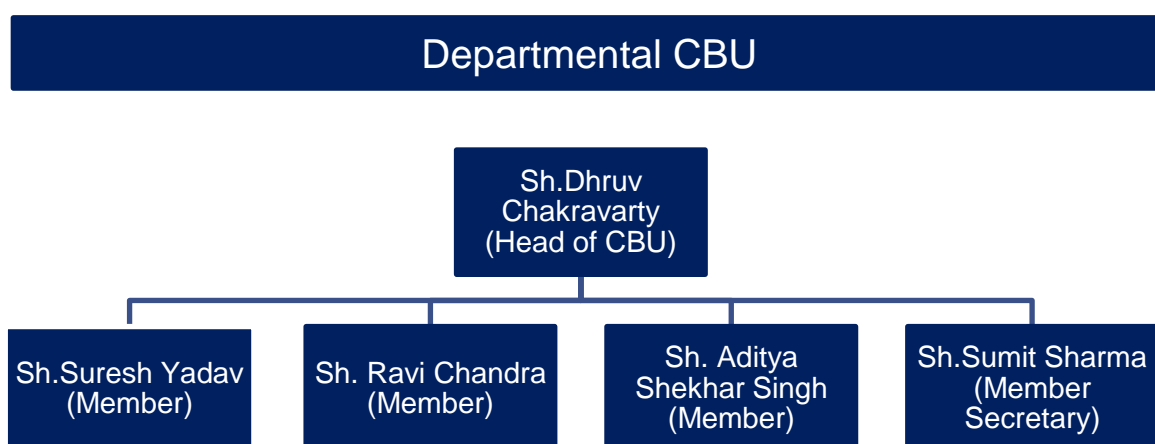 Departmental CBU
Sh.Dhruv
Chakravarty
(Head of CBU)
Sh.Suresh Yadav
(Member)
Sh. Ravi Chandra
(Member)
Sh. Aditya
Shekhar Singh
(Member)
Sh.Sumit Sharma
(Member
Secretary)